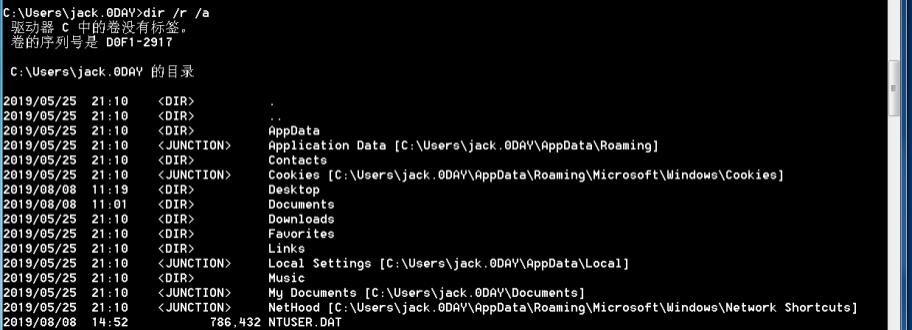 C:\Users\jack.0DAY>dir /r /a
驱动器 C 中的卷没有标签。
卷的序列号是 D0F1-2917
C:\Users\jack.0DAY 的目录
2019/05/25  21:10    <DIR>          .
2019/05/25  21:10    <DIR>          ..
2019/05/25  21:10    <DIR>          AppData
2019/05/25  21:10    <JUNCTION>     Application Data [C:\Users\jack.0DAY\AppData\Roaming]
2019/05/25  21:10    <DIR>          Contacts
2019/05/25  21:10    <JUNCTION>     Cookies [C:\Users\jack.0DAY\AppData\Roaming\Microsoft\Windows\Cookies]
2019/08/08  11:19    <DIR>          Desktop
2019/08/08  11:01    <DIR>          Documents
2019/05/25  21:10    <DIR>          Downloads
2019/05/25  21:10    <DIR>          Favorites
2019/05/25  21:10    <DIR>          Links
2019/05/25  21:10    <JUNCTION>     Local Settings [C:\Users\jack.0DAY\AppData\Local]
2019/05/25  21:10    <DIR>          Music
2019/05/25  21:10    <JUNCTION>     My Documents [C:\Users\jack.0DAY\Documents]
2019/05/25  21:10    <JUNCTION>     NetHood [C:\Users\jack.0DAY\AppData\Roaming\Microsoft\Windows\Network Shortcuts]
2019/08/08  14:52           786,432 NTUSER.DAT